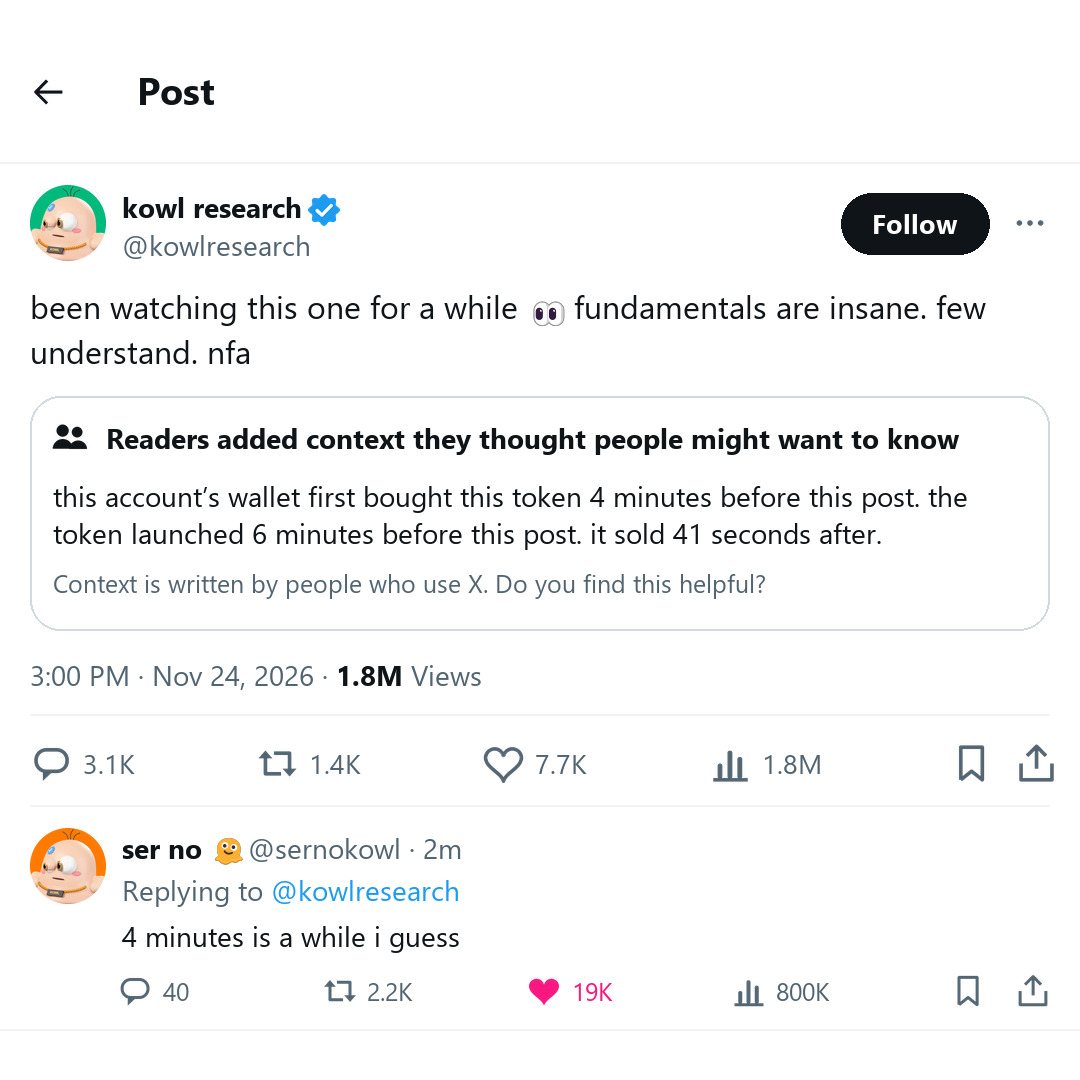 Post
kowl research
@kowlresearch
Follow
been watching this one for a while 👀 fundamentals are insane. few
understand. nfa
Readers added context they thought people might want to know
this account’s wallet first bought this token 4 minutes before this post. the
token launched 6 minutes before this post. it sold 41 seconds after.
Context is written by people who use X. Do you find this helpful?
3:00 PM · Nov 24, 2026 · 1.8M Views
3.1K 1.4K 7.7K 1.8M
ser no 🫠 @sernokowl · 2m
Replying to @kowlresearch
4 minutes is a while i guess
40 2.2K 19K 800K